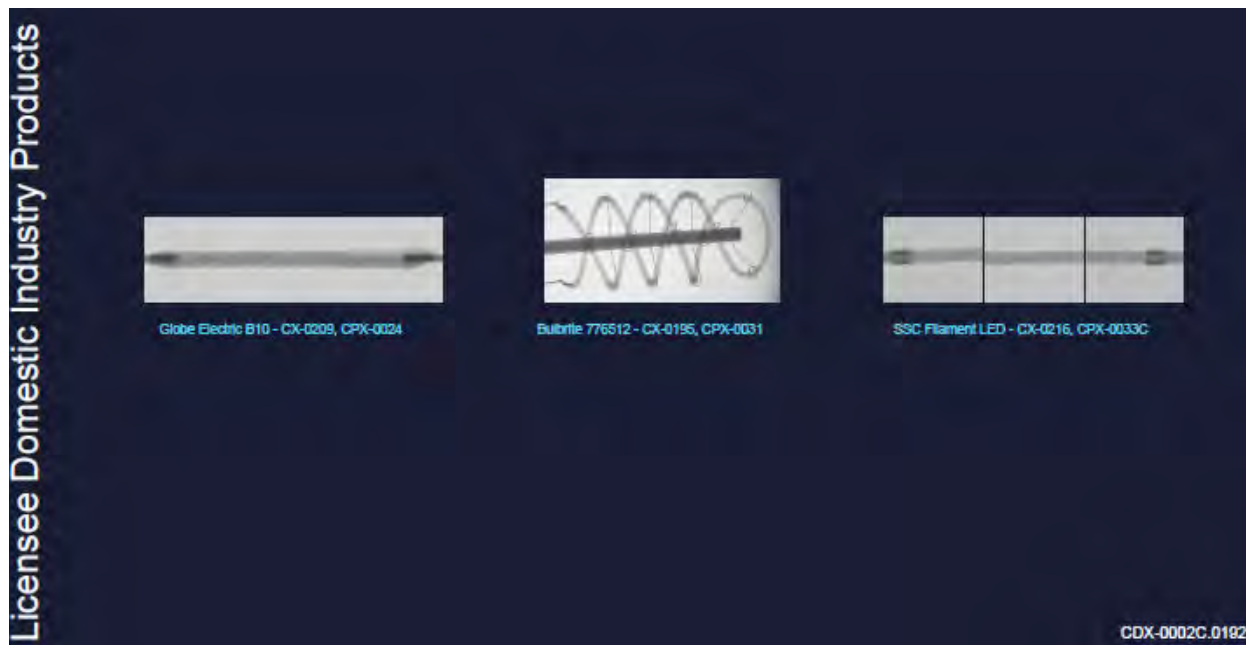 Licensee Domestic Industry Products
Globe Electric B10 - CX-0209, CPX-0024
Bulbrite 776512 - CX-0195, CPX-0031
SSC Filament LED - CX-0216, CPX-0033C
CDX-0002C.0192